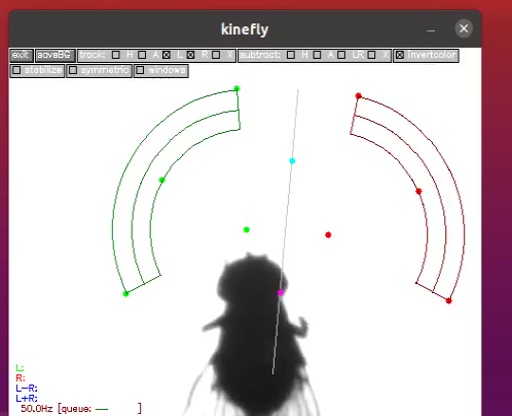 kinefly
exit saveBG track: H A L R X subtract: H A LR X invertcolor
stabilize symmetric windows
L:
R:
L-R:
L+R:
50.0Hz [queue: — ]